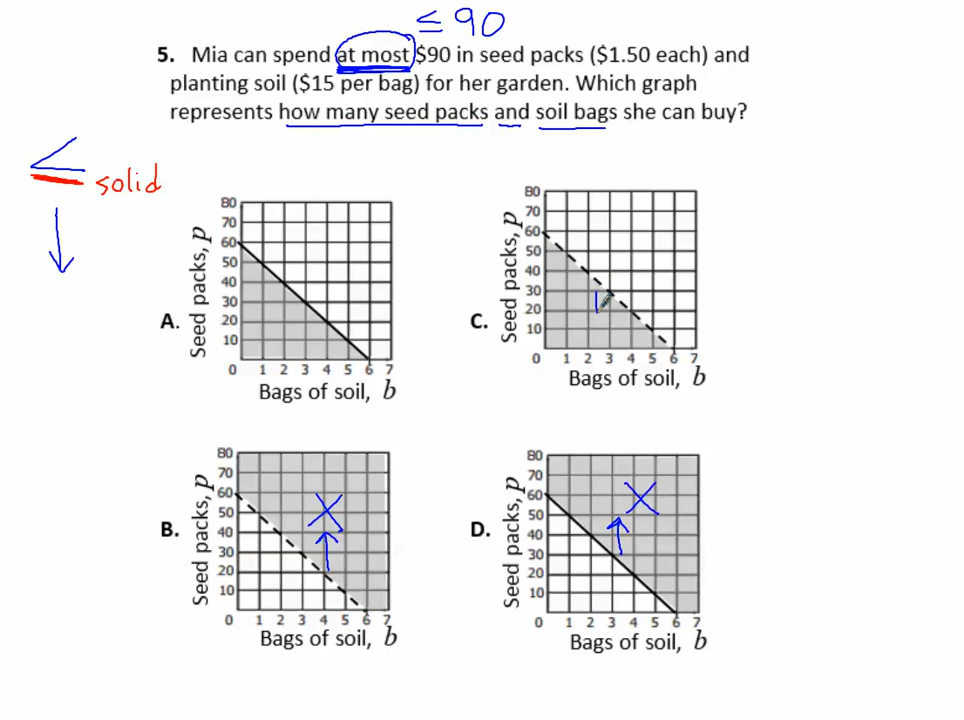 ≤ 90
5. Mia can spend at most $90 in seed packs ($1.50 each) and
planting soil ($15 per bag) for her garden. Which graph
represents how many seed packs and soil bags she can buy?
≤ solid
A.
Seed packs, p
80
70
60
50
40
30
20
10
0 1 2 3 4 5 6 7
Bags of soil, b
C.
Seed packs, p
80
70
60
50
40
30
20
10
0 1 2 3 4 5 6 7
Bags of soil, b
B.
Seed packs, p
80
70
60
50
40
30
20
10
0 1 2 3 4 5 6 7
Bags of soil, b
X
D.
Seed packs, p
80
70
60
50
40
30
20
10
0 1 2 3 4 5 6 7
Bags of soil, b
X